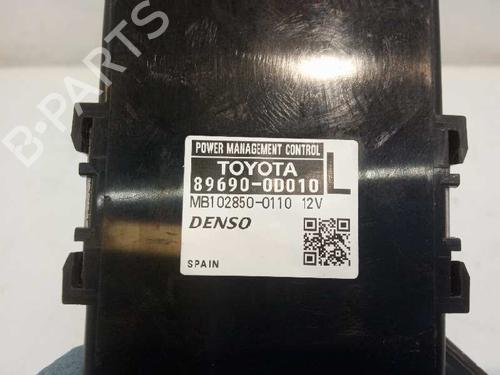 B-PARTS
POWER MANAGEMENT CONTROL
TOYOTA
89690-0D010 L
MB102850-0110 12V
DENSO
SPAIN